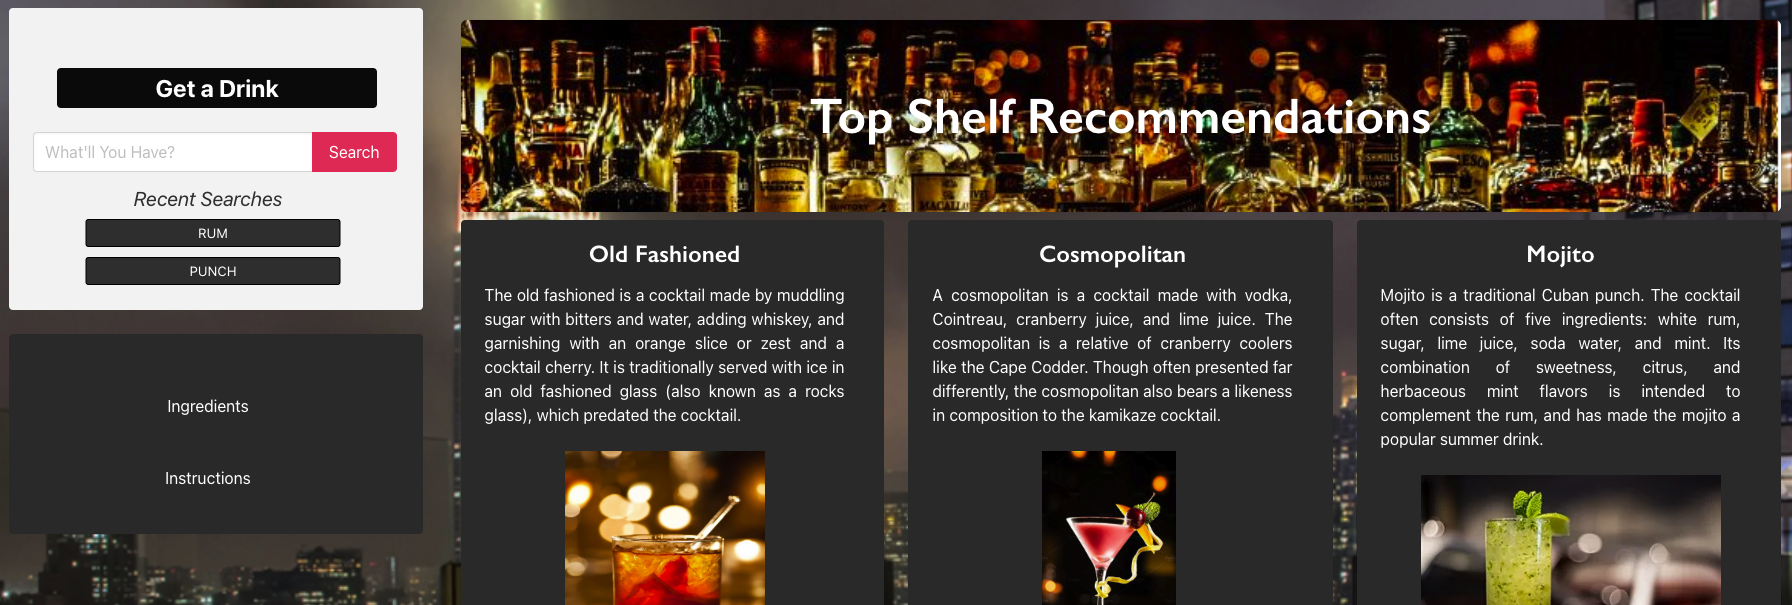 Get a Drink
What'll You Have?
Search
Recent Searches
RUM
PUNCH
Ingredients
Instructions
Top Shelf Recommendations
Old Fashioned
The old fashioned is a cocktail made by muddling
sugar with bitters and water, adding whiskey, and
garnishing with an orange slice or zest and a
cocktail cherry. It is traditionally served with ice in
an old fashioned glass (also known as a rocks
glass), which predated the cocktail.
Cosmopolitan
A cosmopolitan is a cocktail made with vodka,
Cointreau, cranberry juice, and lime juice. The
cosmopolitan is a relative of cranberry coolers
like the Cape Codder. Though often presented far
differently, the cosmopolitan also bears a likeness
in composition to the kamikaze cocktail.
Mojito
Mojito is a traditional Cuban punch. The cocktail
often consists of five ingredients: white rum,
sugar, lime juice, soda water, and mint. Its
combination of sweetness, citrus, and
herbaceous mint flavors is intended to
complement the rum, and has made the mojito a
popular summer drink.